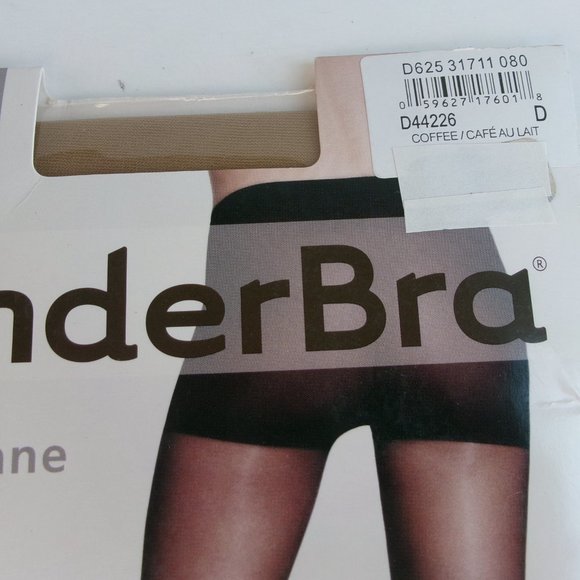 D625 31711 080
0 59627 17601 8
D44226 D
COFFEE / CAFÉ AU LAIT
nderBra®
nne